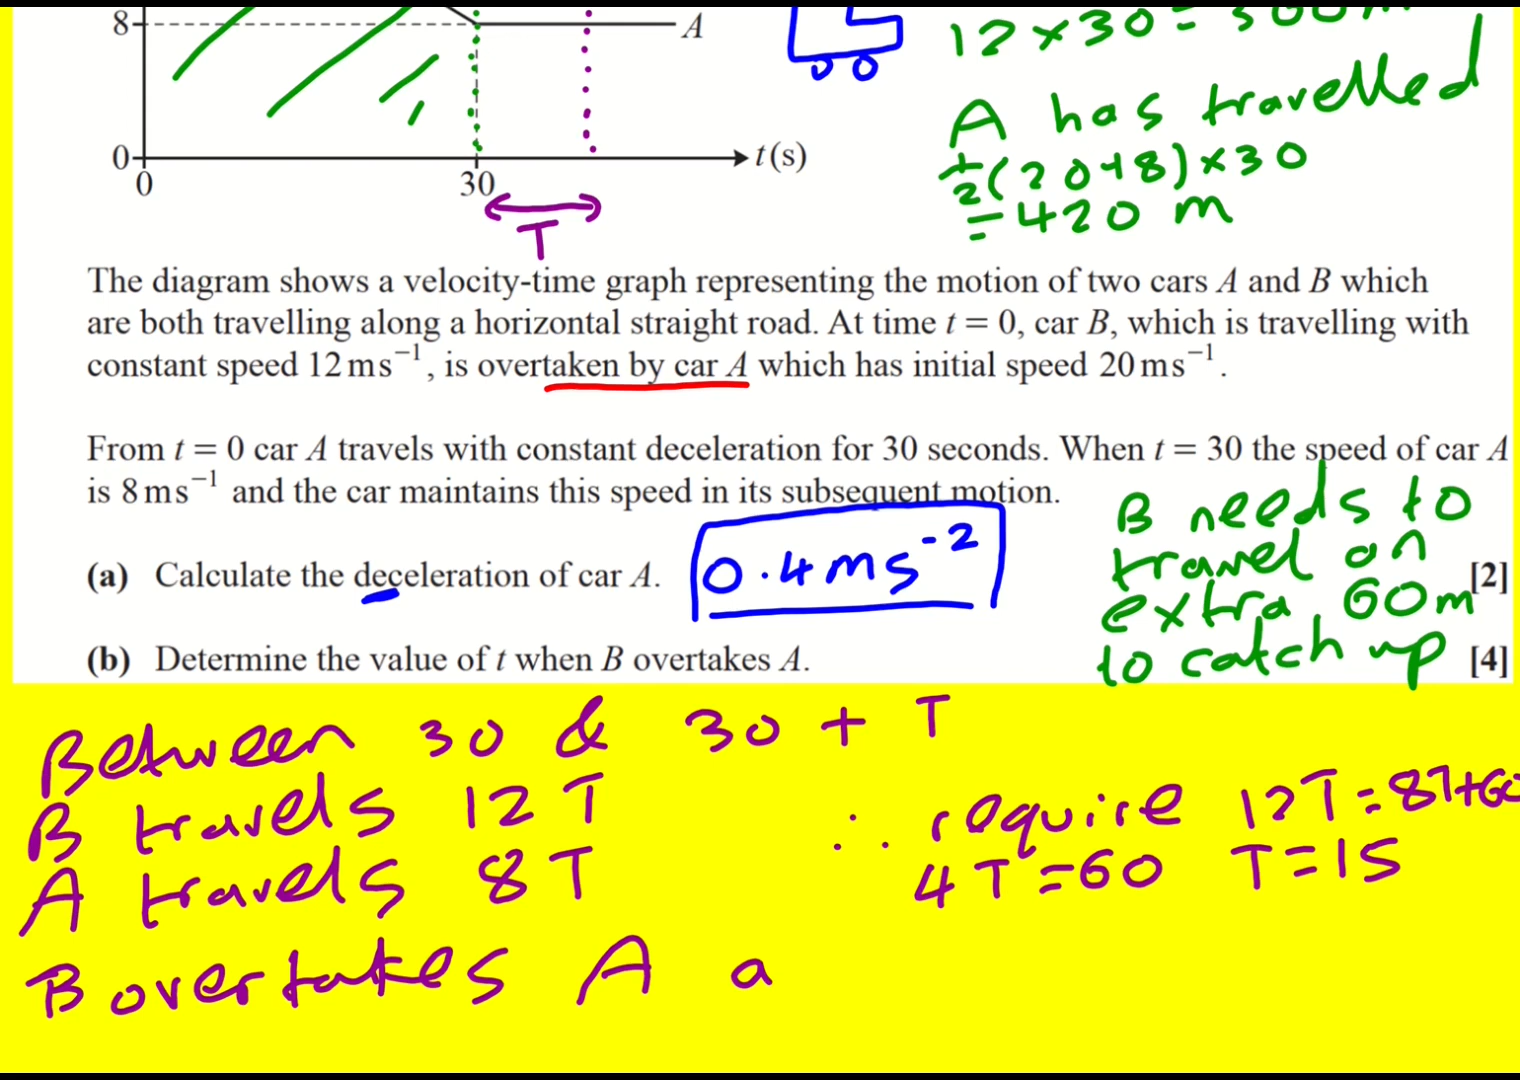 8
A
12 × 30 = 360m
A has travelled
½(20+8)×30
= 420 m
0
t (s)
0
30
T
The diagram shows a velocity-time graph representing the motion of two cars A and B which
are both travelling along a horizontal straight road. At time t = 0, car B, which is travelling with
constant speed 12 m s⁻¹, is overtaken by car A which has initial speed 20 m s⁻¹.
From t = 0 car A travels with constant deceleration for 30 seconds. When t = 30 the speed of car A
is 8 m s⁻¹ and the car maintains this speed in its subsequent motion.
B needs to
travel an
extra 60m
to catch up
(a) Calculate the deceleration of car A.
0.4ms⁻²
[2]
(b) Determine the value of t when B overtakes A.
[4]
Between 30 & 30 + T
B travels 12T
A travels 8T
∴ require 12T = 8T+60
4T = 60 T = 15
B overtakes A a